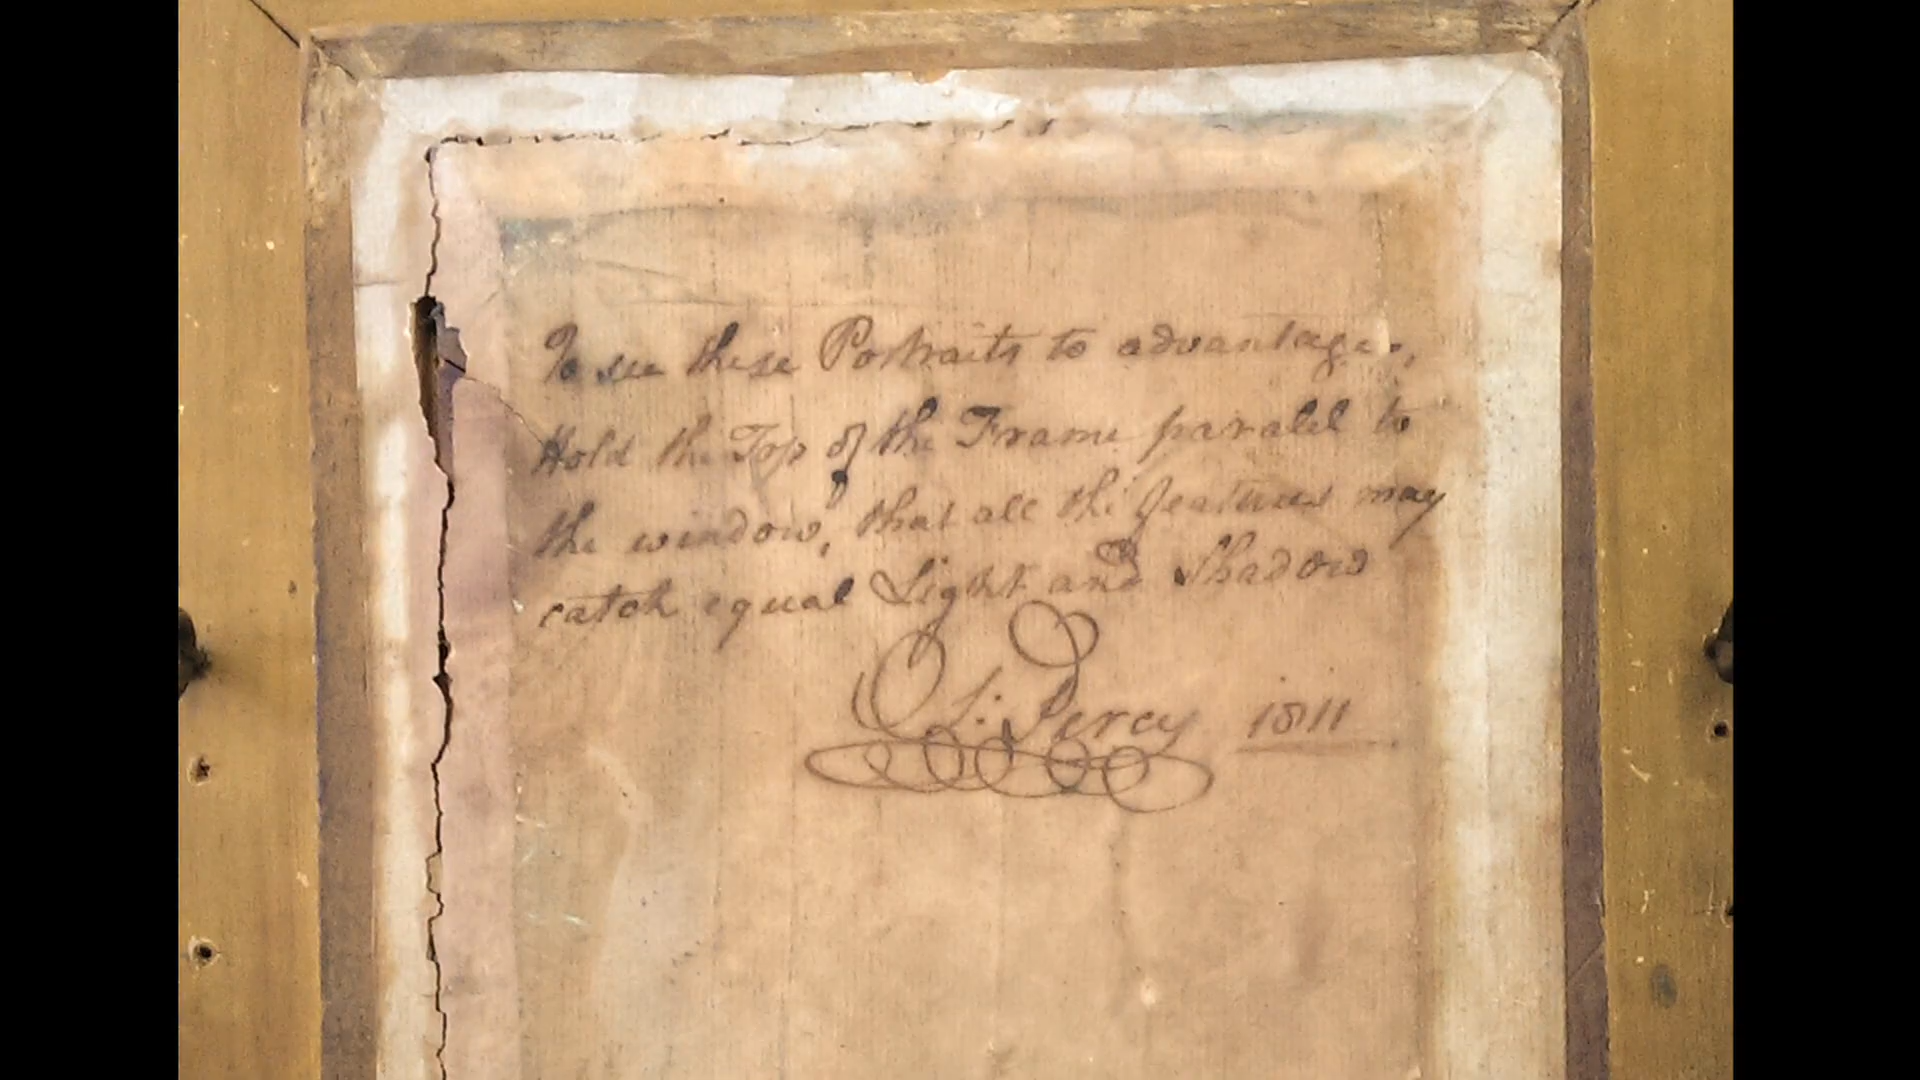 To see these Portraits to advantage,
Hold the Top of the Frame paralel to
the window, that all the features may
catch equal Light and Shadow
S: Percy 1811